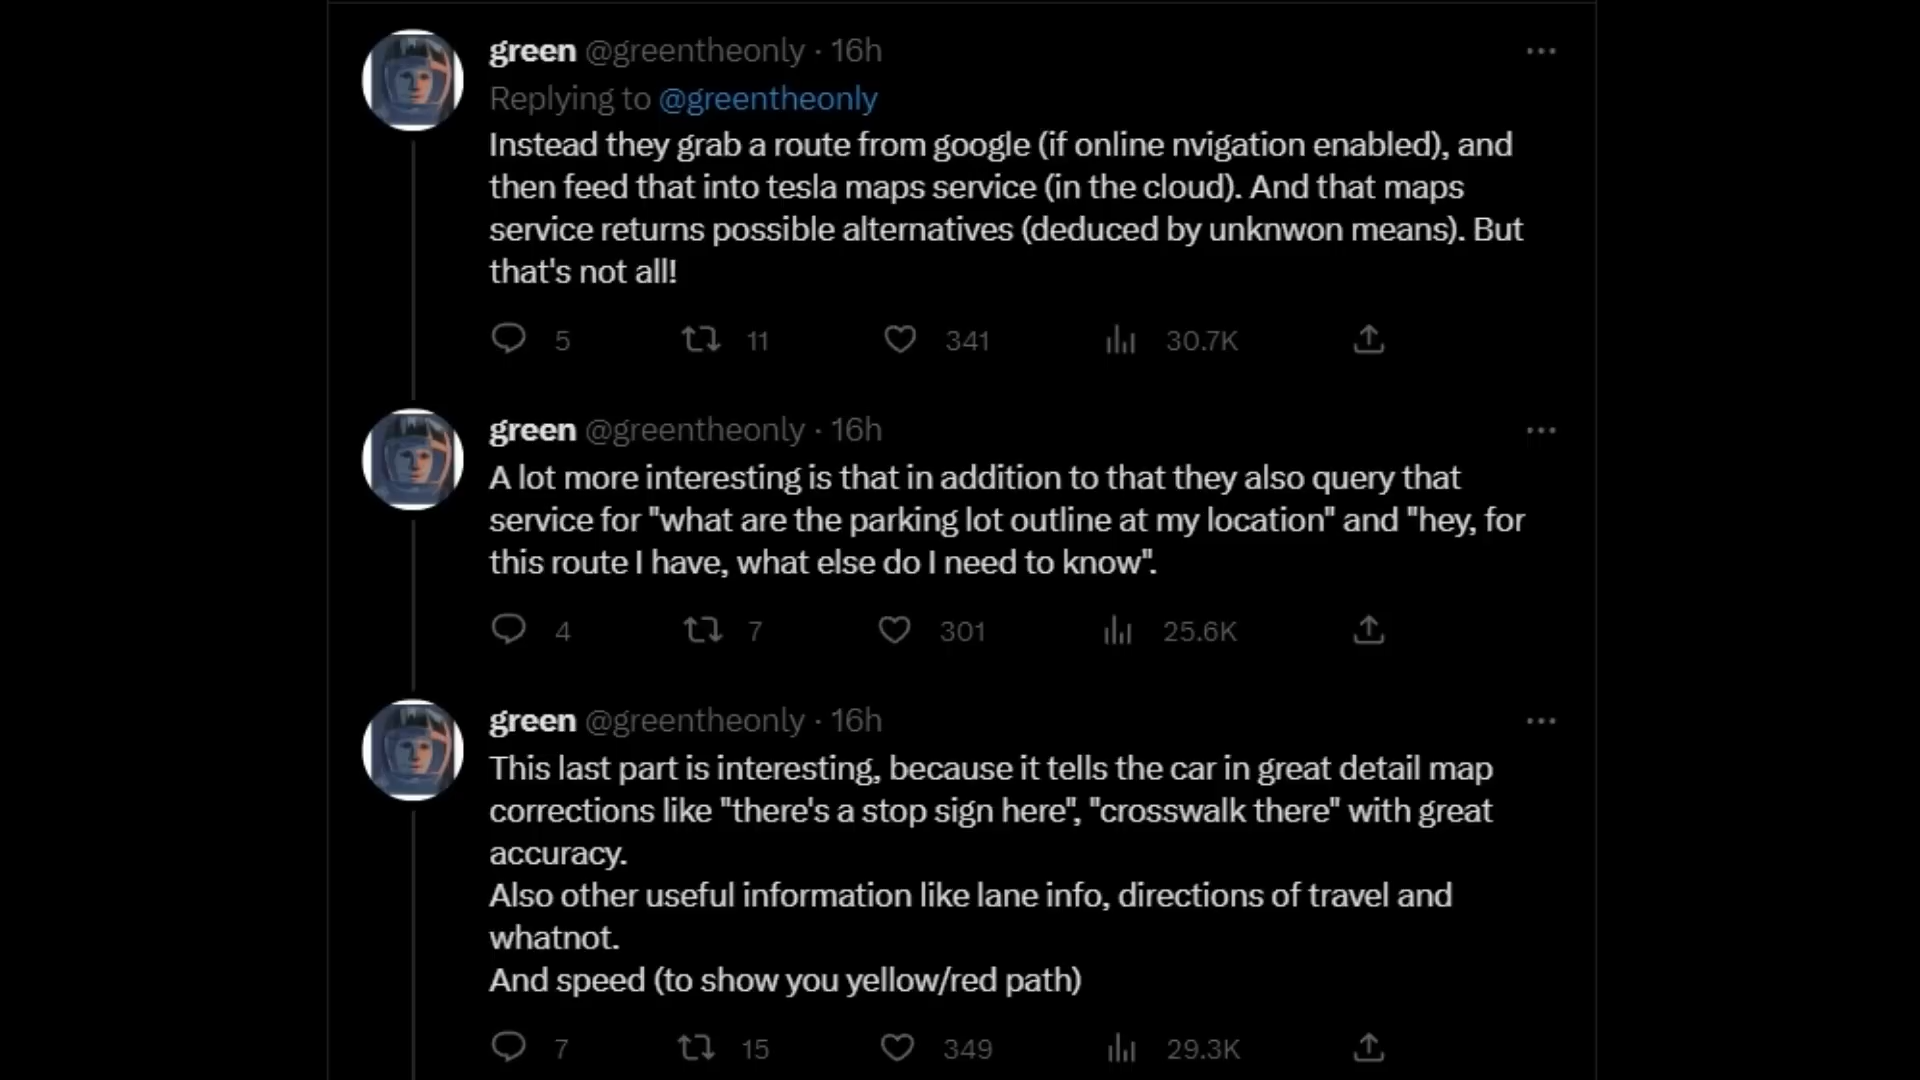 green @greentheonly · 16h
Replying to @greentheonly
Instead they grab a route from google (if online nvigation enabled), and
then feed that into tesla maps service (in the cloud). And that maps
service returns possible alternatives (deduced by unknwon means). But
that's not all!
5 11 341 30.7K
green @greentheonly · 16h
A lot more interesting is that in addition to that they also query that
service for "what are the parking lot outline at my location" and "hey, for
this route I have, what else do I need to know".
4 7 301 25.6K
green @greentheonly · 16h
This last part is interesting, because it tells the car in great detail map
corrections like "there's a stop sign here", "crosswalk there" with great
accuracy.
Also other useful information like lane info, directions of travel and
whatnot.
And speed (to show you yellow/red path)
7 15 349 29.3K